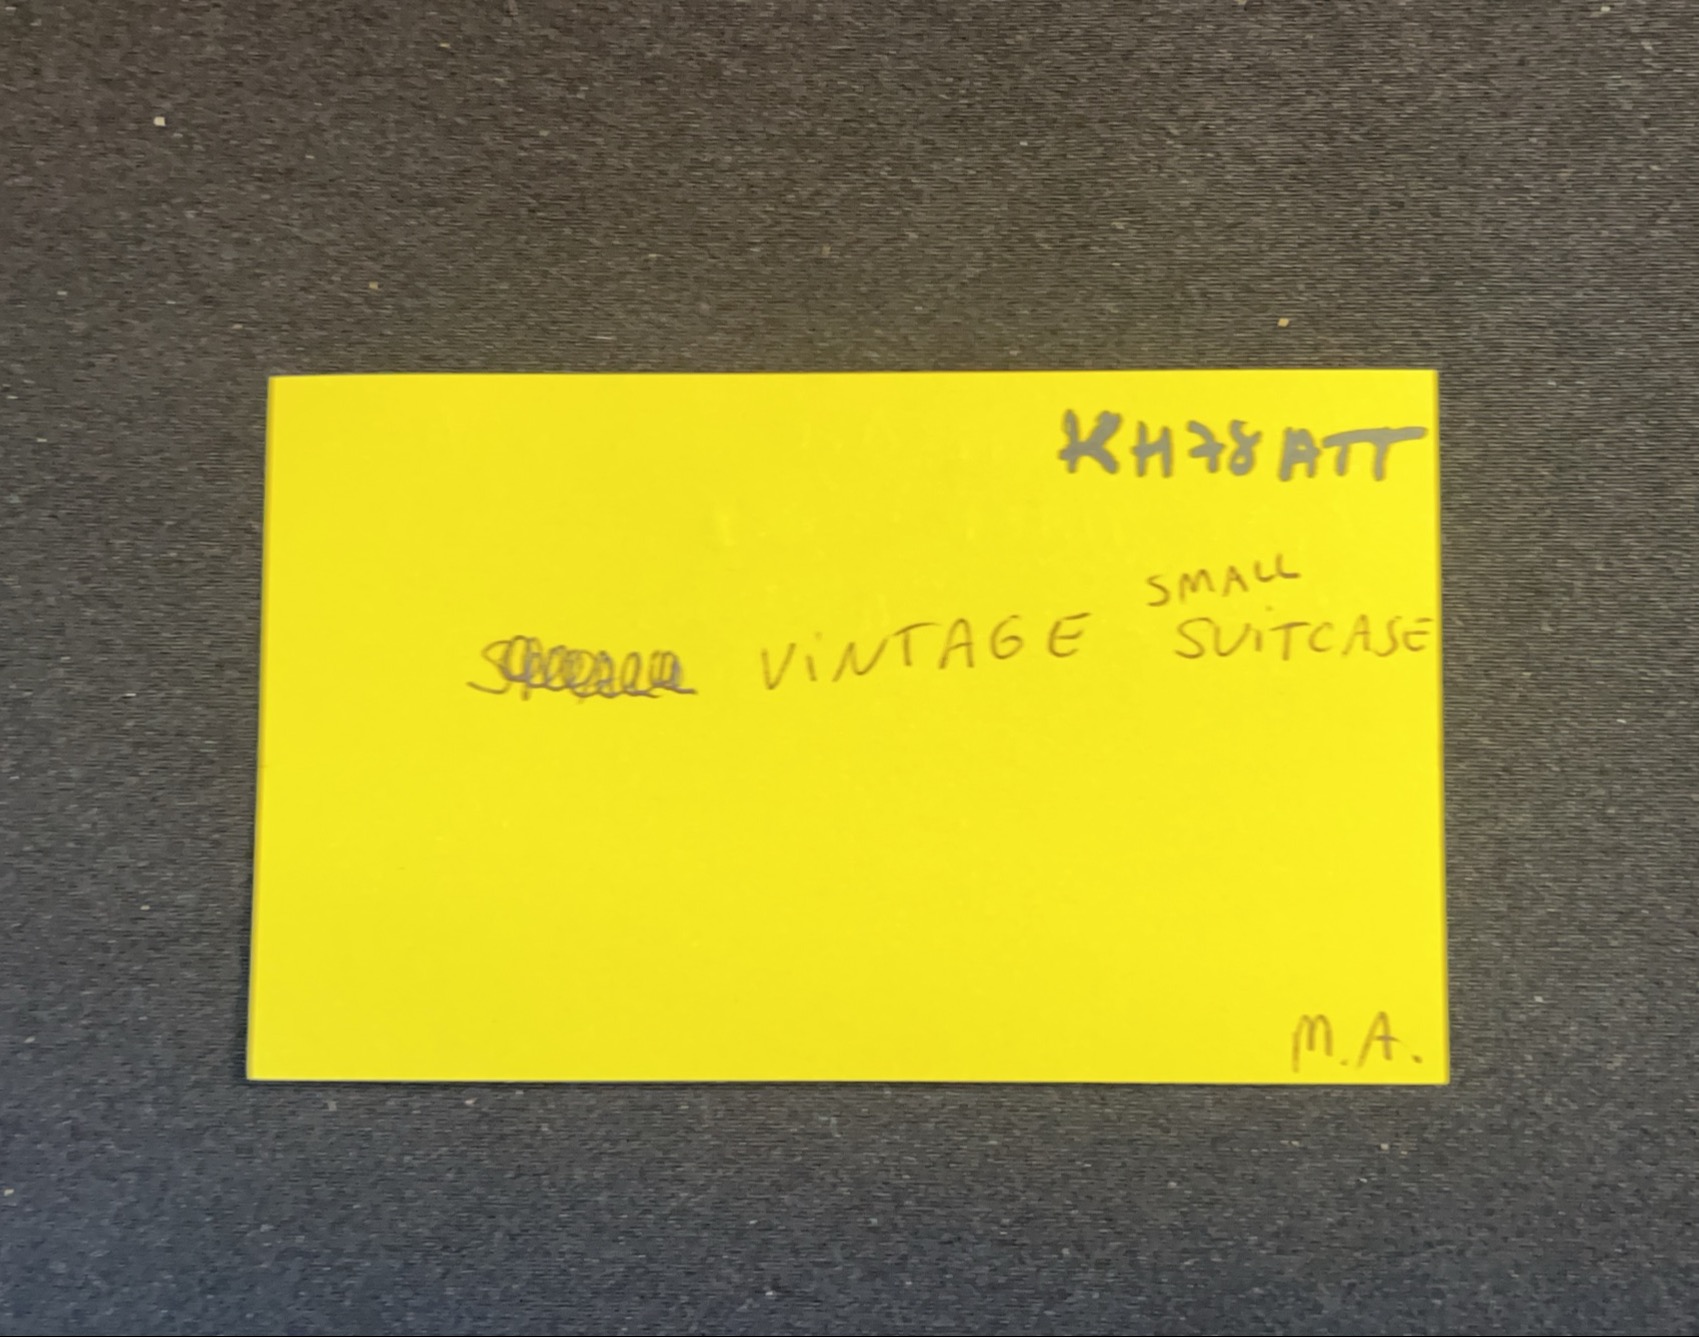 KH78ATT
SMALL
VINTAGE SUITCASE
M.A.